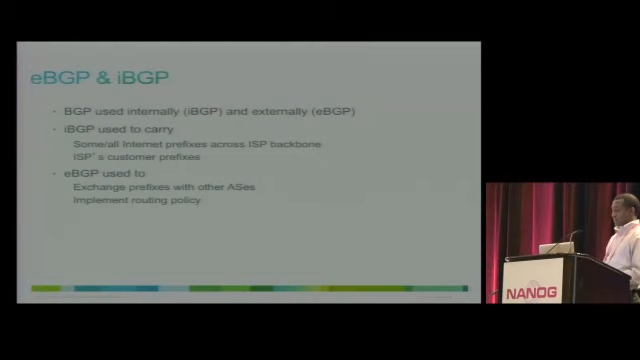 eBGP & iBGP
· BGP used internally (iBGP) and externally (eBGP)
· iBGP used to carry
Some/all Internet prefixes across ISP backbone
ISP's customer prefixes
· eBGP used to
Exchange prefixes with other ASes
Implement routing policy
NANOG